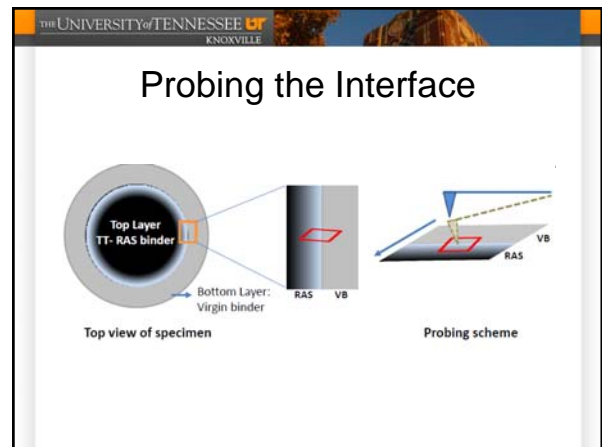 THE UNIVERSITY of TENNESSEE UT
KNOXVILLE
Probing the Interface
Top Layer
TT- RAS binder
Bottom Layer:
Virgin binder
RAS VB
VB
RAS
Top view of specimen
Probing scheme